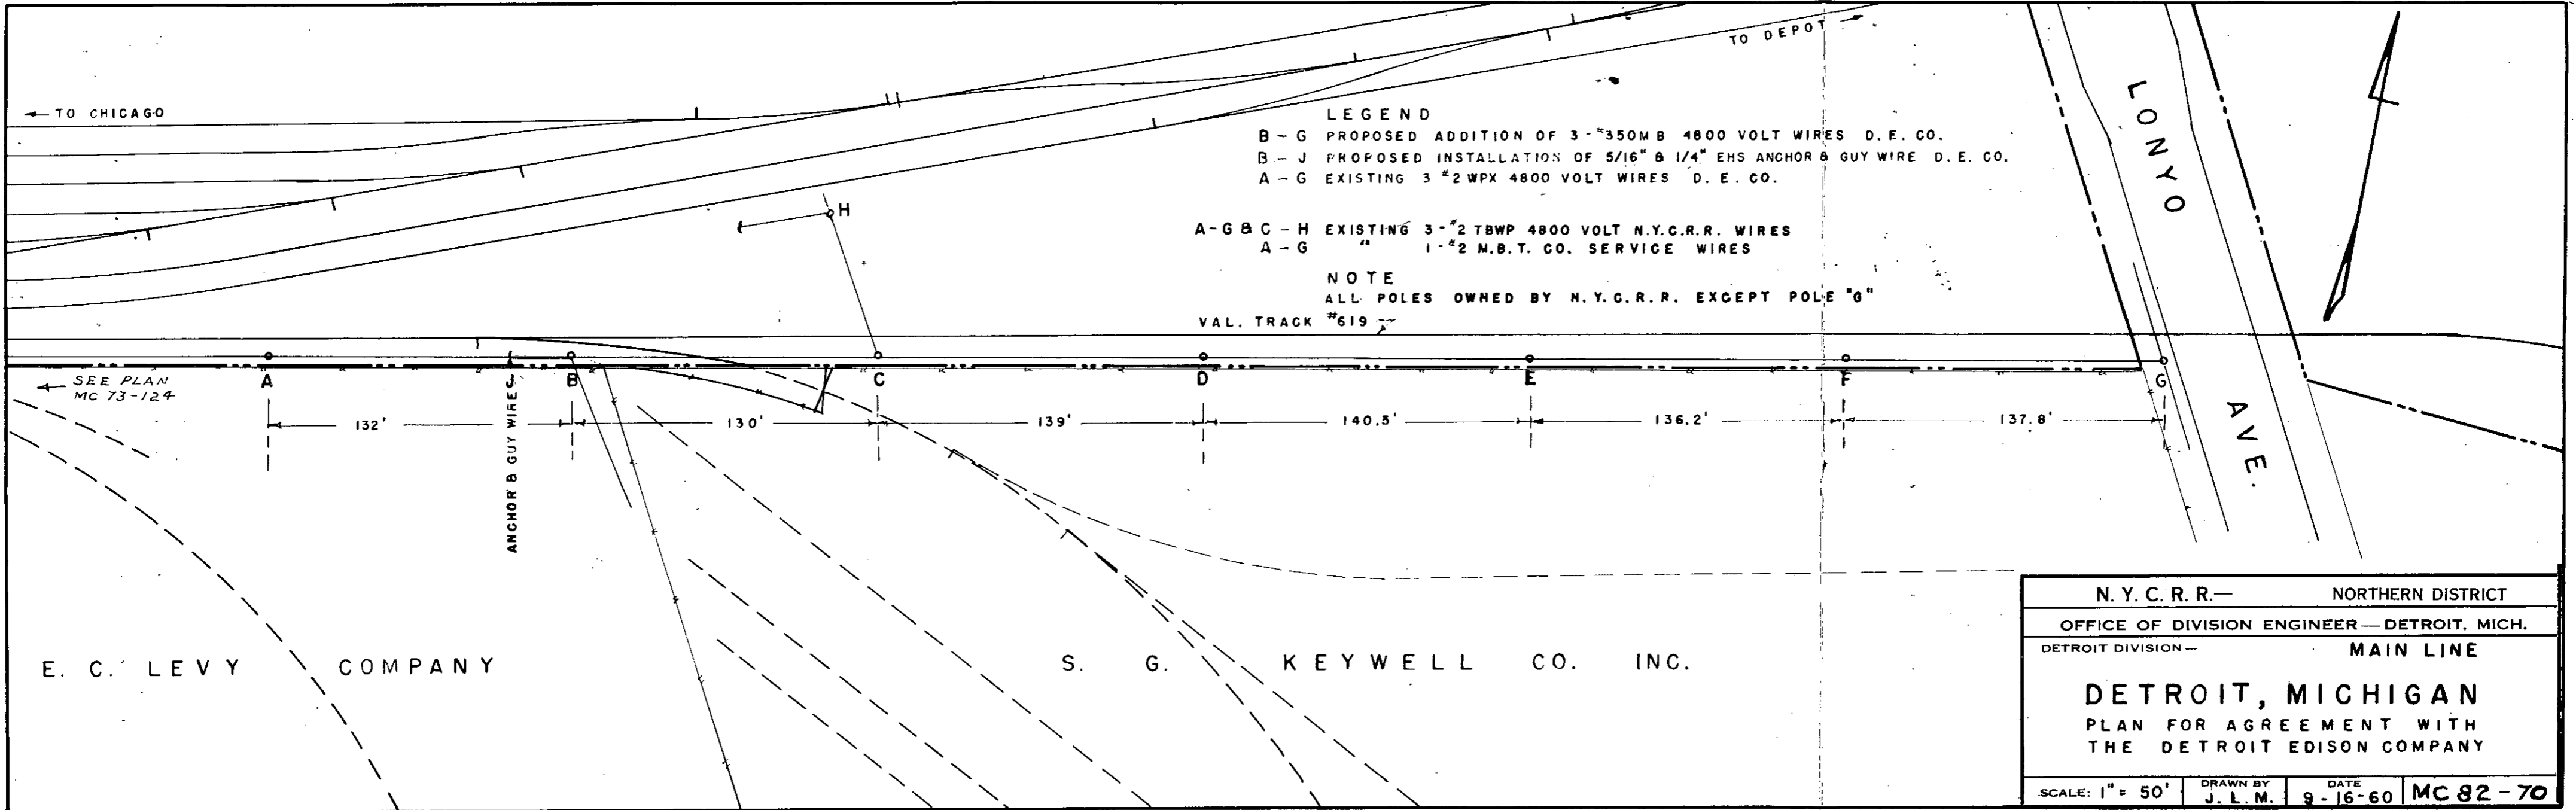 TO DEPOT
← TO CHICAGO
LEGEND
B - G PROPOSED ADDITION OF 3 - #350MB 4800 VOLT WIRES D. E. CO.
B - J PROPOSED INSTALLATION OF 5/16" & 1/4" EHS ANCHOR & GUY WIRE D. E. CO.
A - G EXISTING 3 #2 WPX 4800 VOLT WIRES D. E. CO.
A-G & C - H EXISTING 3-#2 TBWP 4800 VOLT N.Y.C.R.R. WIRES
A - G " 1-#2 M.B.T. CO. SERVICE WIRES
NOTE
ALL POLES OWNED BY N.Y.C.R.R. EXCEPT POLE "G"
VAL. TRACK #619
H
LONYO AVE.
← SEE PLAN
MC 73-124
A J B C D E F G
132' 130' 139' 140.5' 136.2' 137.8'
ANCHOR & GUY WIRE
E. C. LEVY COMPANY
S. G. KEYWELL CO. INC.
N. Y. C. R. R.— NORTHERN DISTRICT
OFFICE OF DIVISION ENGINEER—DETROIT, MICH.
DETROIT DIVISION— MAIN LINE
DETROIT, MICHIGAN
PLAN FOR AGREEMENT WITH
THE DETROIT EDISON COMPANY
SCALE: 1" = 50' DRAWN BY J. L. M. DATE 9-16-60 MC 82-70